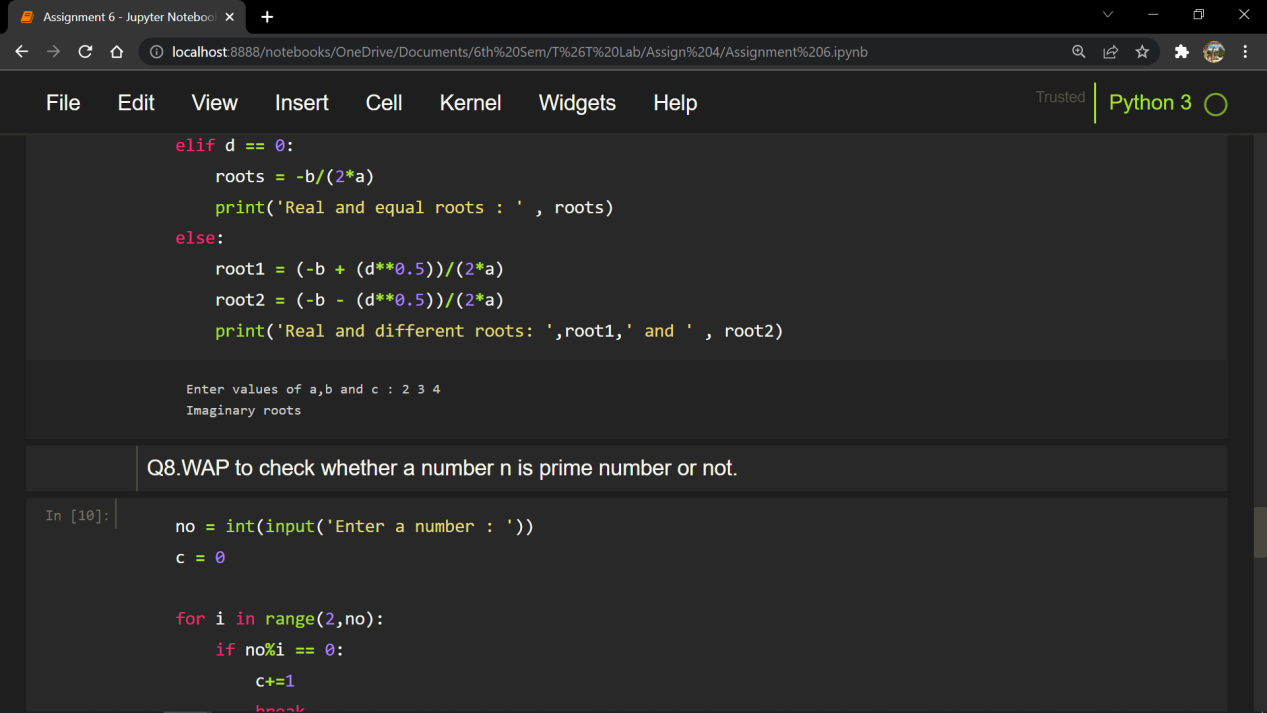 Assignment 6 - Jupyter Noteboo
localhost:8888/notebooks/OneDrive/Documents/6th%20Sem/T%26T%20Lab/Assign%204/Assignment%206.ipynb
File Edit View Insert Cell Kernel Widgets Help Trusted Python 3
elif d == 0:
roots = -b/(2*a)
print('Real and equal roots : ' , roots)
else:
root1 = (-b + (d**0.5))/(2*a)
root2 = (-b - (d**0.5))/(2*a)
print('Real and different roots: ',root1,' and ' , root2)
Enter values of a,b and c : 2 3 4
Imaginary roots
Q8.WAP to check whether a number n is prime number or not.
In [10]:
no = int(input('Enter a number : '))
c = 0
for i in range(2,no):
if no%i == 0:
c+=1
break